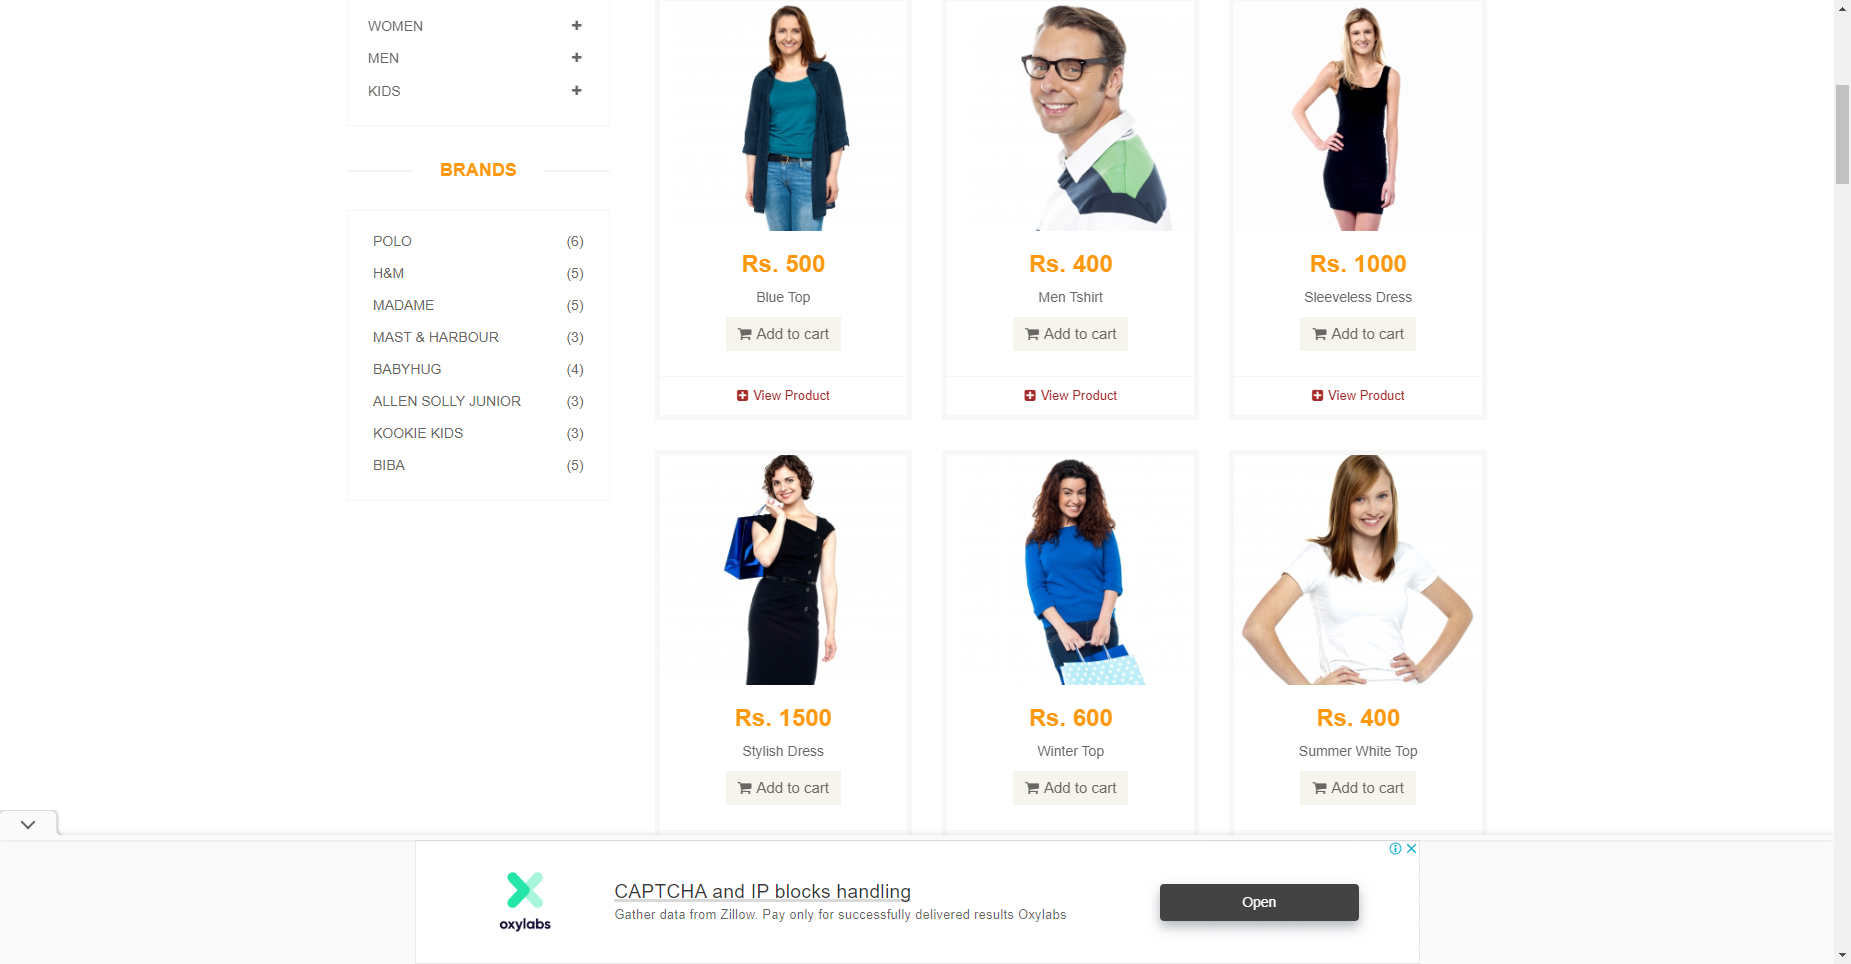 WOMEN
MEN
KIDS
BRANDS
POLO (6)
H&M (5)
MADAME (5)
MAST & HARBOUR (3)
BABYHUG (4)
ALLEN SOLLY JUNIOR (3)
KOOKIE KIDS (3)
BIBA (5)
Rs. 500
Blue Top
Add to cart
View Product
Rs. 400
Men Tshirt
Add to cart
View Product
Rs. 1000
Sleeveless Dress
Add to cart
View Product
Rs. 1500
Stylish Dress
Add to cart
Rs. 600
Winter Top
Add to cart
Rs. 400
Summer White Top
Add to cart
oxylabs
CAPTCHA and IP blocks handling
Gather data from Zillow. Pay only for successfully delivered results Oxylabs
Open